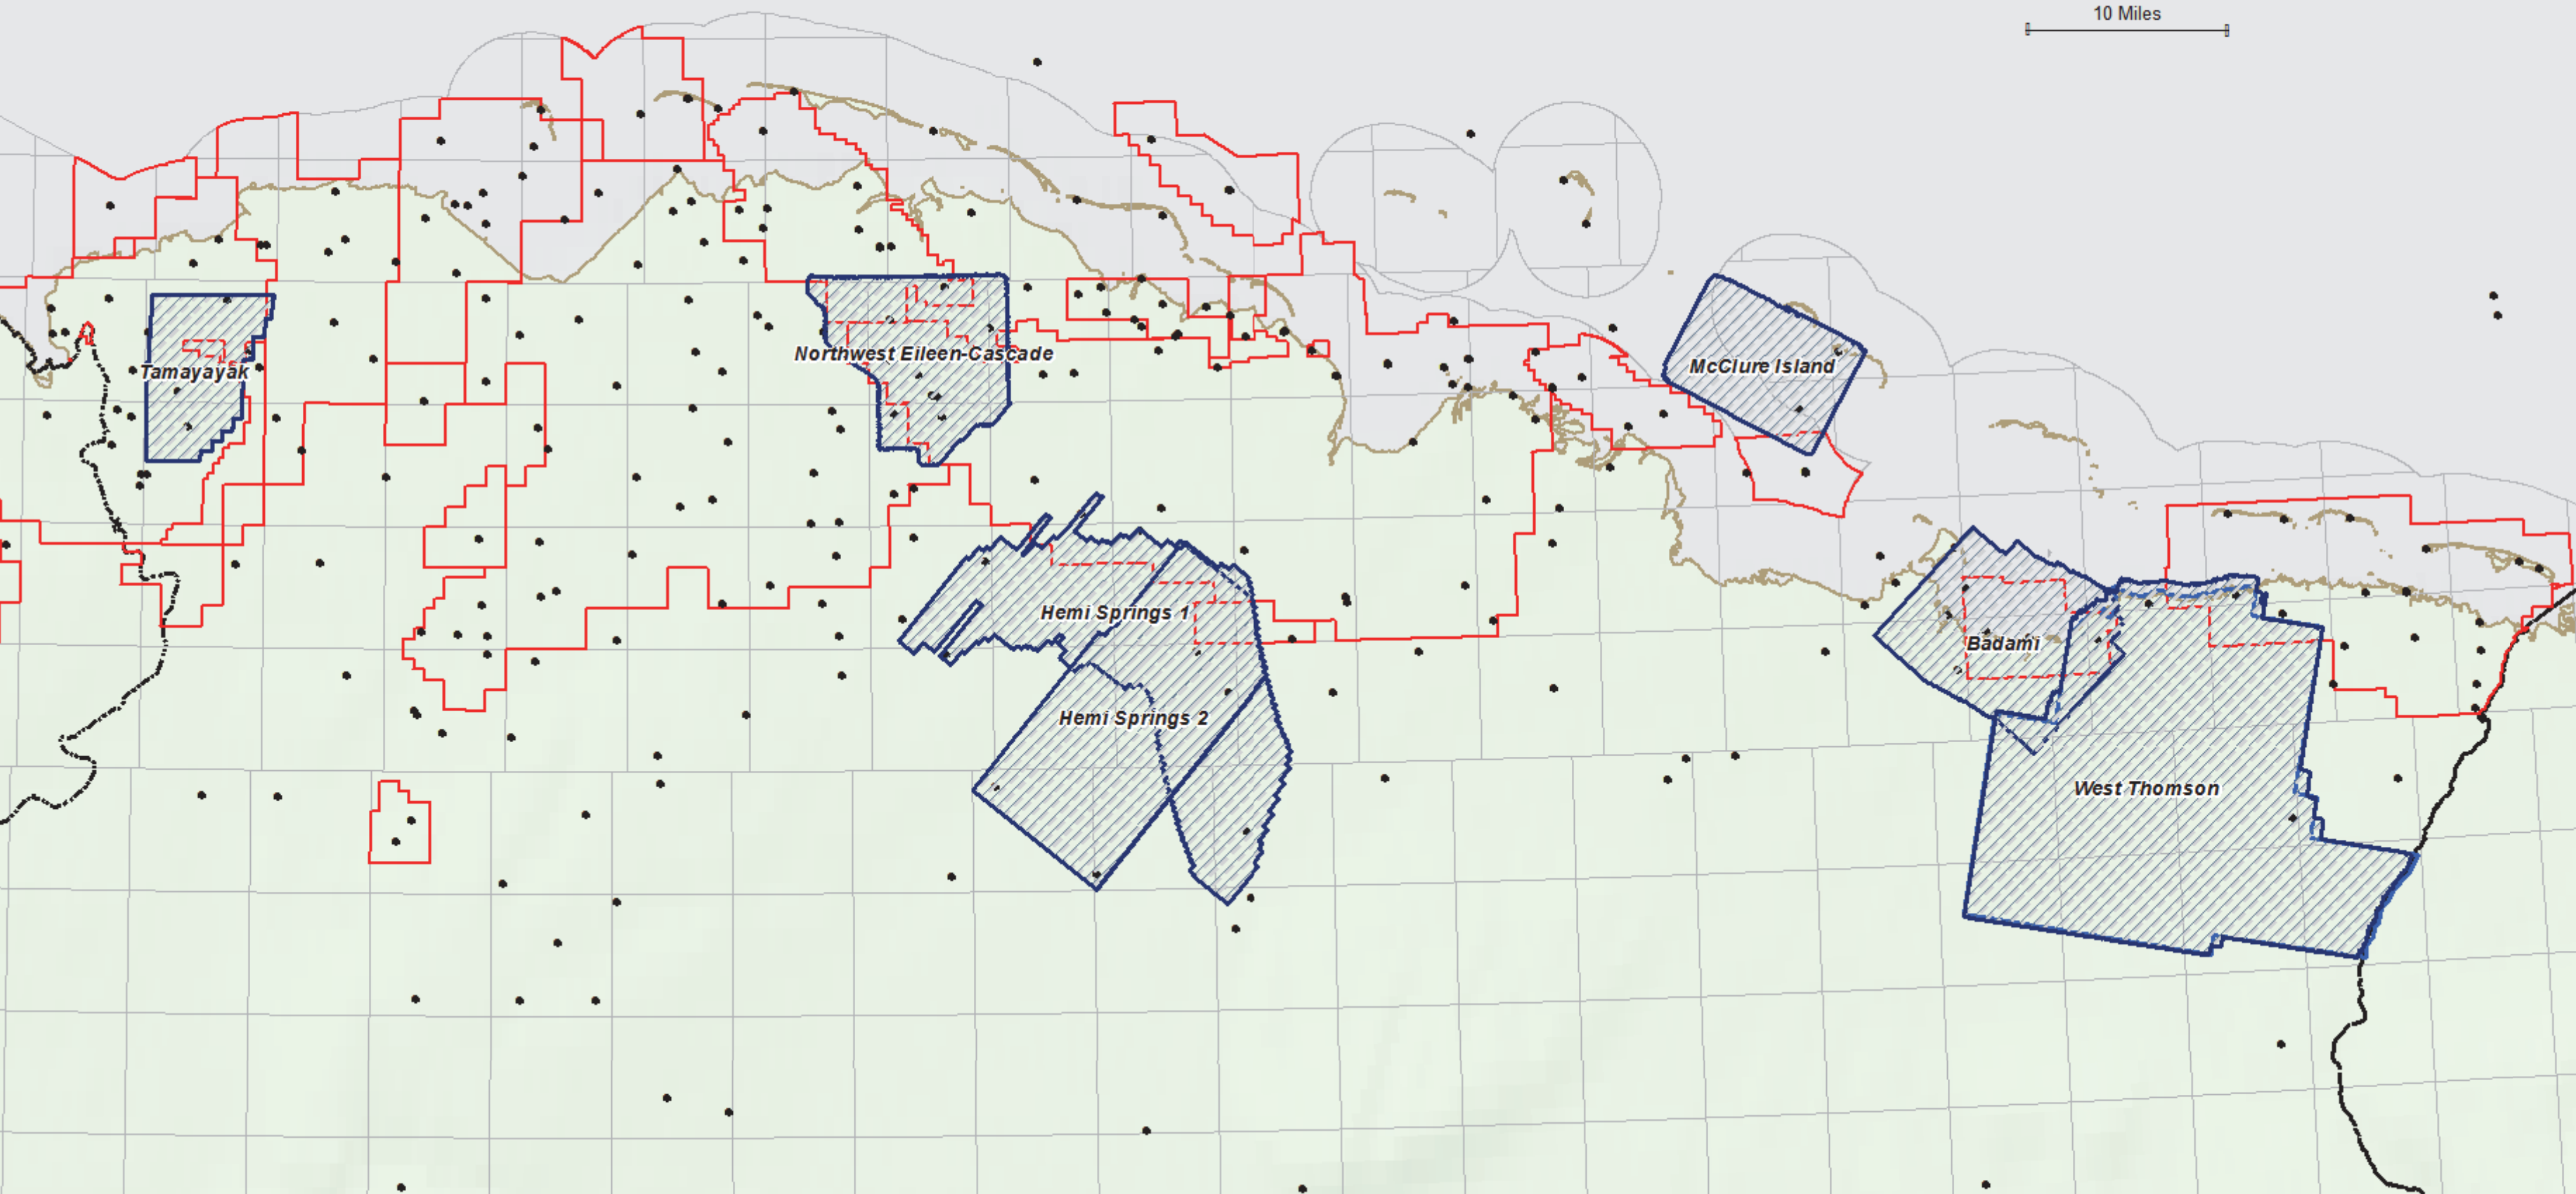 10 Miles
Northwest Eileen-Cascade
McClure Island
Tamayayak
Hemi Springs 1
Badami
Hemi Springs 2
West Thomson